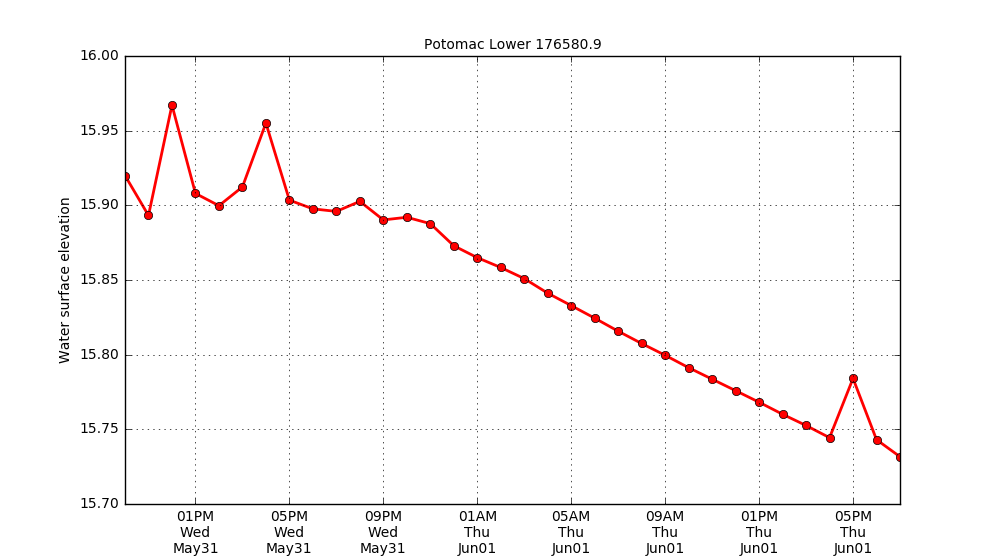 Potomac Lower 176580.9
16.00
15.95
15.90
15.85
15.80
15.75
15.70
Water surface elevation
01PM 05PM 09PM 01AM 05AM 09AM 01PM 05PM
Wed Wed Wed Thu Thu Thu Thu Thu
May31 May31 May31 Jun01 Jun01 Jun01 Jun01 Jun01